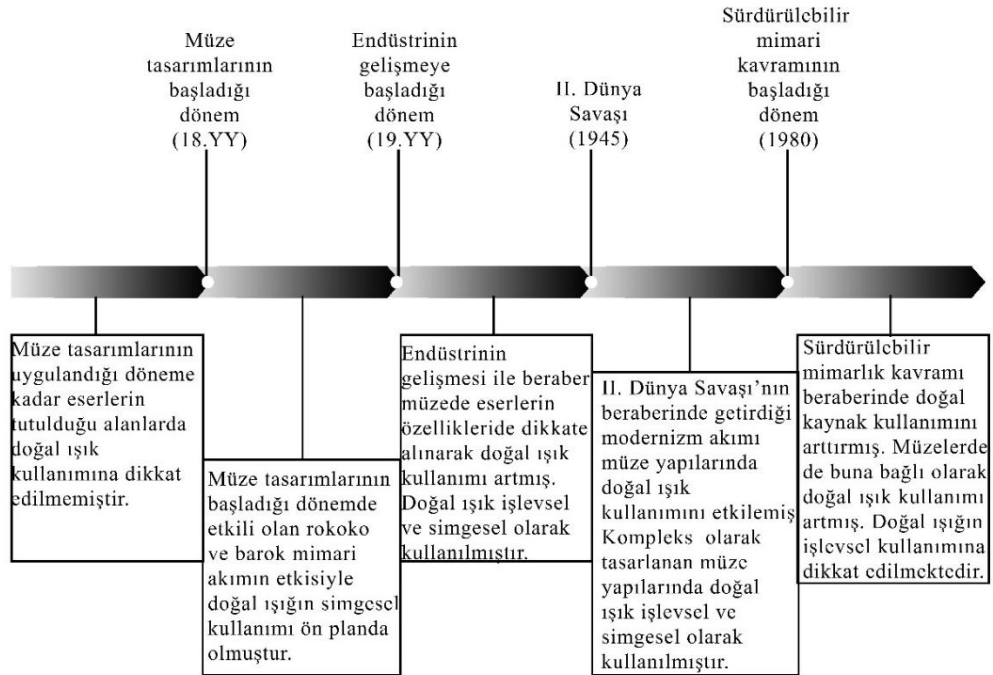 Müze
tasarımlarının
başladığı
dönem
(18.YY)
Endüstrinin
gelişmeye
başladığı
dönem
(19.YY)
II. Dünya
Savaşı
(1945)
Sürdürülebilir
mimari
kavramının
başladığı
dönem
(1980)
Müze tasarımlarının
uygulandığı döneme
kadar eserlerin
tutulduğu alanlarda
doğal ışık
kullanımına dikkat
edilmemiştir.
Müze tasarımlarının
başladığı dönemde
etkili olan rokoko
ve barok mimari
akımın etkisiyle
doğal ışığın simgesel
kullanımı ön planda
olmuştur.
Endüstrinin
gelişmesi ile beraber
müzede eserlerin
özellikleride dikkate
alınarak doğal ışık
kullanımı artmış.
Doğal ışık işlevsel
ve simgesel olarak
kullanılmıştır.
II. Dünya Savaşı’nın
beraberinde getirdiği
modernizm akımı
müze yapılarında
doğal ışık
kullanımını etkilemiş
Kompleks olarak
tasarlanan müze
yapılarında doğal
ışık işlevsel ve
simgesel olarak
kullanılmıştır.
Sürdürülebilir
mimarlık kavramı
beraberinde doğal
kaynak kullanımını
arttırmış. Müzelerde
de buna bağlı olarak
doğal ışık kullanımı
artmış. Doğal ışığın
işlevsel kullanımına
dikkat edilmektedir.